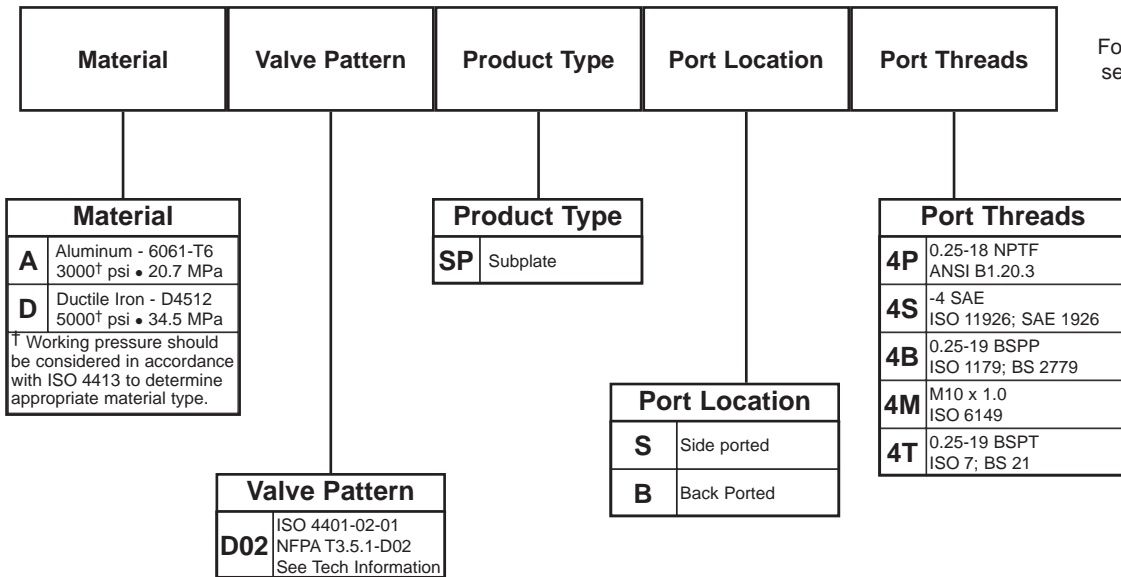 Material
Valve Pattern
Product Type
Port Location
Port Threads
Material
A
Aluminum - 6061-T6
3000† psi • 20.7 MPa
D
Ductile Iron - D4512
5000† psi • 34.5 MPa
† Working pressure should
be considered in accordance
with ISO 4413 to determine
appropriate material type.
Valve Pattern
D02
ISO 4401-02-01
NFPA T3.5.1-D02
See Tech Information
Product Type
SP
Subplate
Port Location
S
Side ported
B
Back Ported
Port Threads
4P
0.25-18 NPTF
ANSI B1.20.3
4S
-4 SAE
ISO 11926; SAE 1926
4B
0.25-19 BSPP
ISO 1179; BS 2779
4M
M10 x 1.0
ISO 6149
4T
0.25-19 BSPT
ISO 7; BS 21